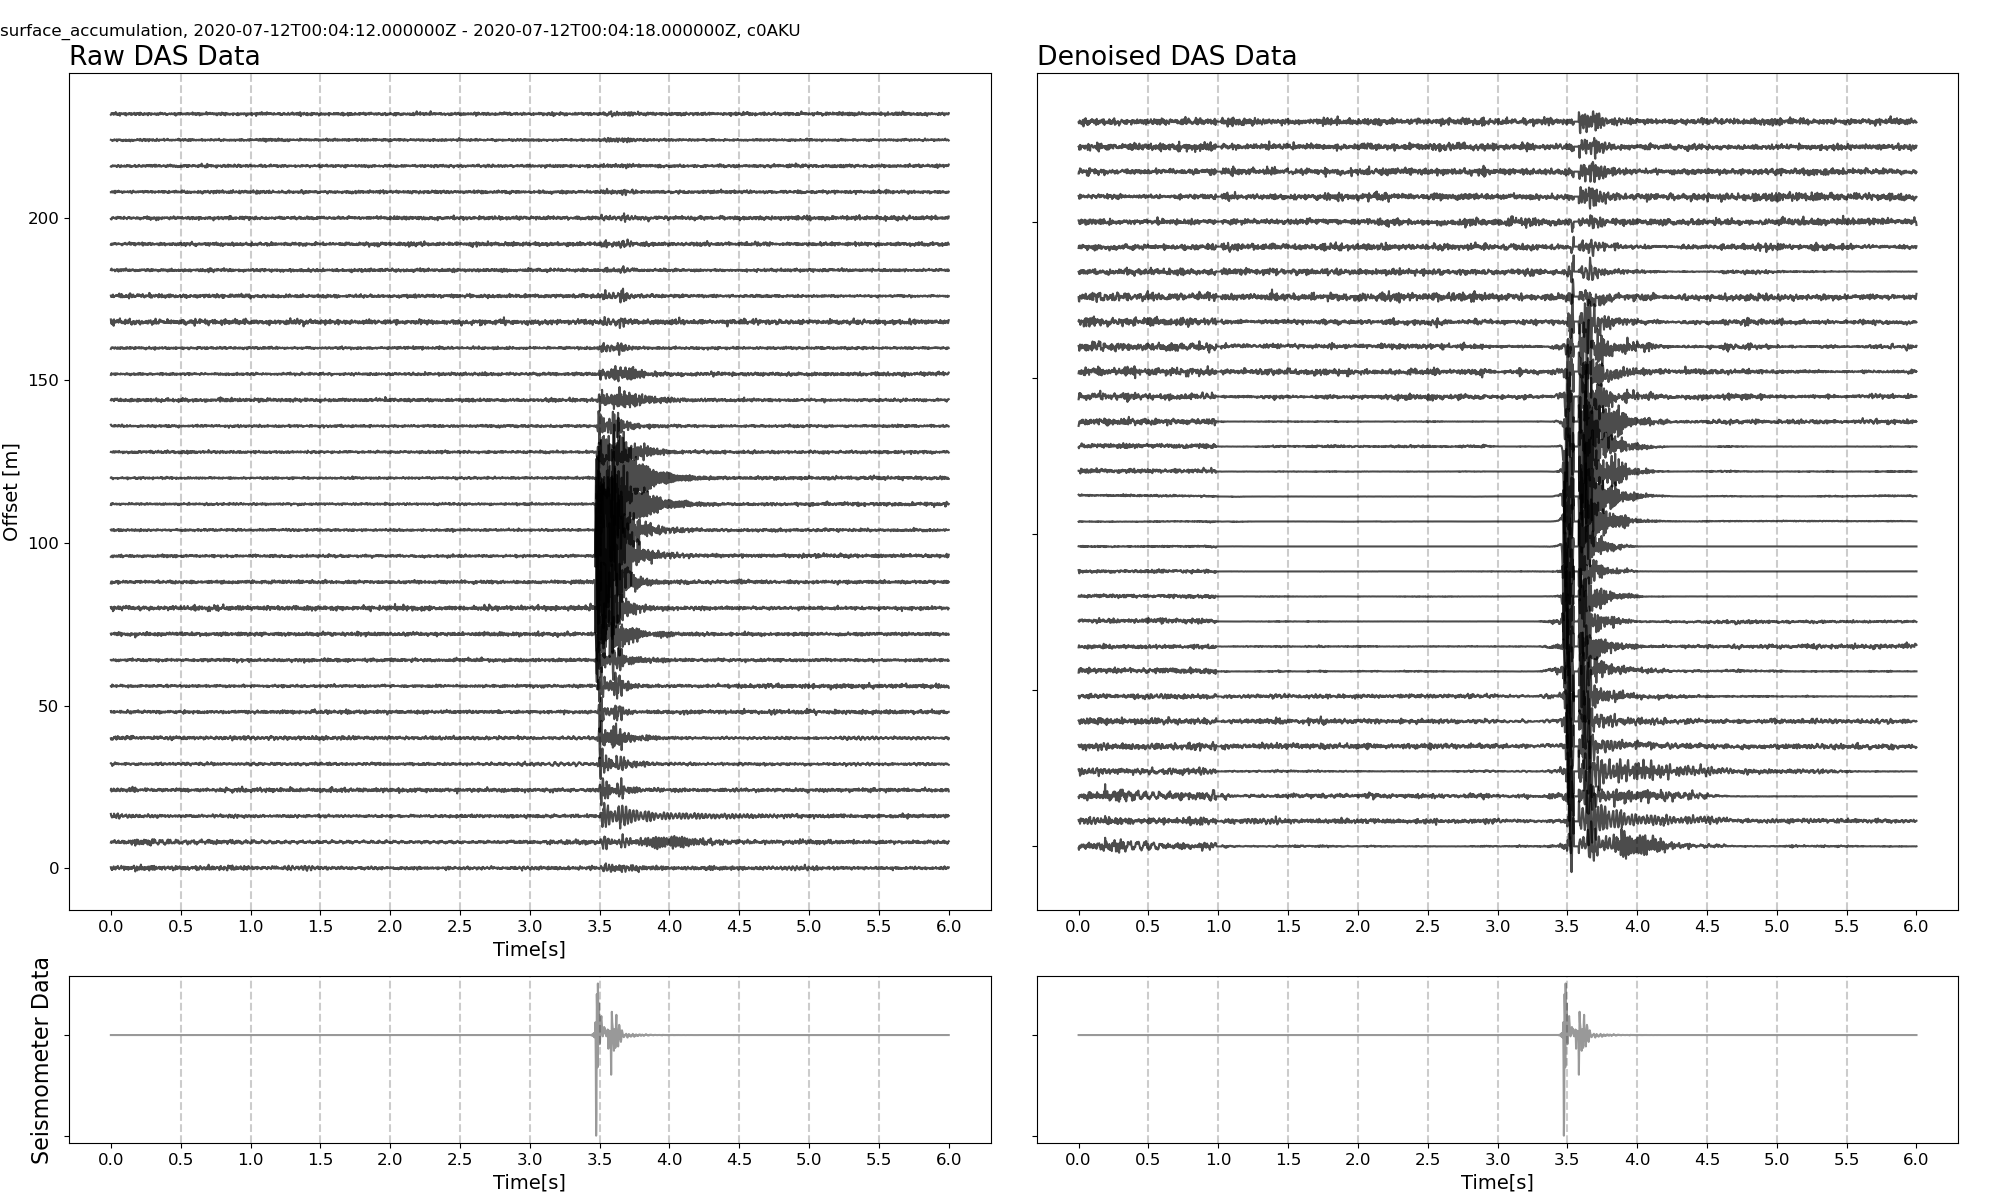 surface_accumulation, 2020-07-12T00:04:12.000000Z - 2020-07-12T00:04:18.000000Z, c0AKU
Raw DAS Data
Denoised DAS Data
Offset [m]
200
150
100
50
0
0.0 0.5 1.0 1.5 2.0 2.5 3.0 3.5 4.0 4.5 5.0 5.5 6.0
Time[s]
0.0 0.5 1.0 1.5 2.0 2.5 3.0 3.5 4.0 4.5 5.0 5.5 6.0
Seismometer Data
0.0 0.5 1.0 1.5 2.0 2.5 3.0 3.5 4.0 4.5 5.0 5.5 6.0
Time[s]
0.0 0.5 1.0 1.5 2.0 2.5 3.0 3.5 4.0 4.5 5.0 5.5 6.0
Time[s]